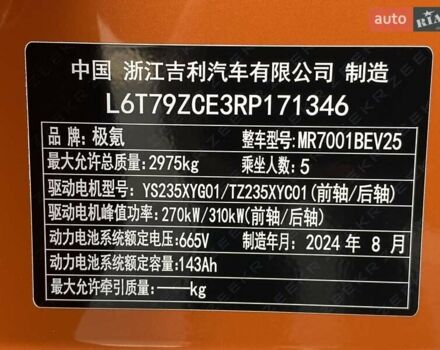 auto RIA
中国 浙江吉利汽车有限公司 制造
L6T79ZCE3RP171346
品牌:极氪 整车型号:MR7001BEV25
最大允许总质量:2975kg 乘坐人数:5
驱动电机型号:YS235XYG01/TZ235XYC01(前轴/后轴)
驱动电机峰值功率:270kW/310kW(前轴/后轴)
动力电池系统额定电压:665V 制造年月:2024 年 8 月
动力电池系统额定容量:143Ah
最大允许牵引质量:——kg